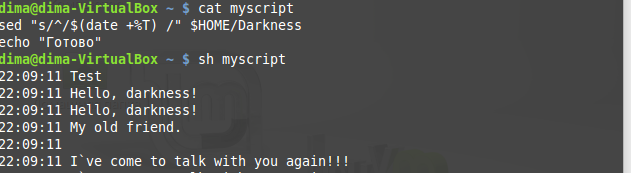 dima@dima-VirtualBox ~ $ cat myscript
sed "s/^/$(date +%T) /" $HOME/Darkness
echo "Готово"
dima@dima-VirtualBox ~ $ sh myscript
22:09:11 Test
22:09:11 Hello, darkness!
22:09:11 Hello, darkness!
22:09:11 My old friend.
22:09:11
22:09:11 I`ve come to talk with you again!!!